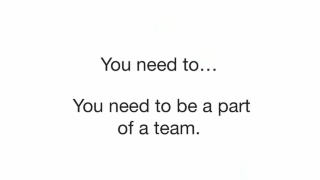 You need to…
You need to be a part
of a team.